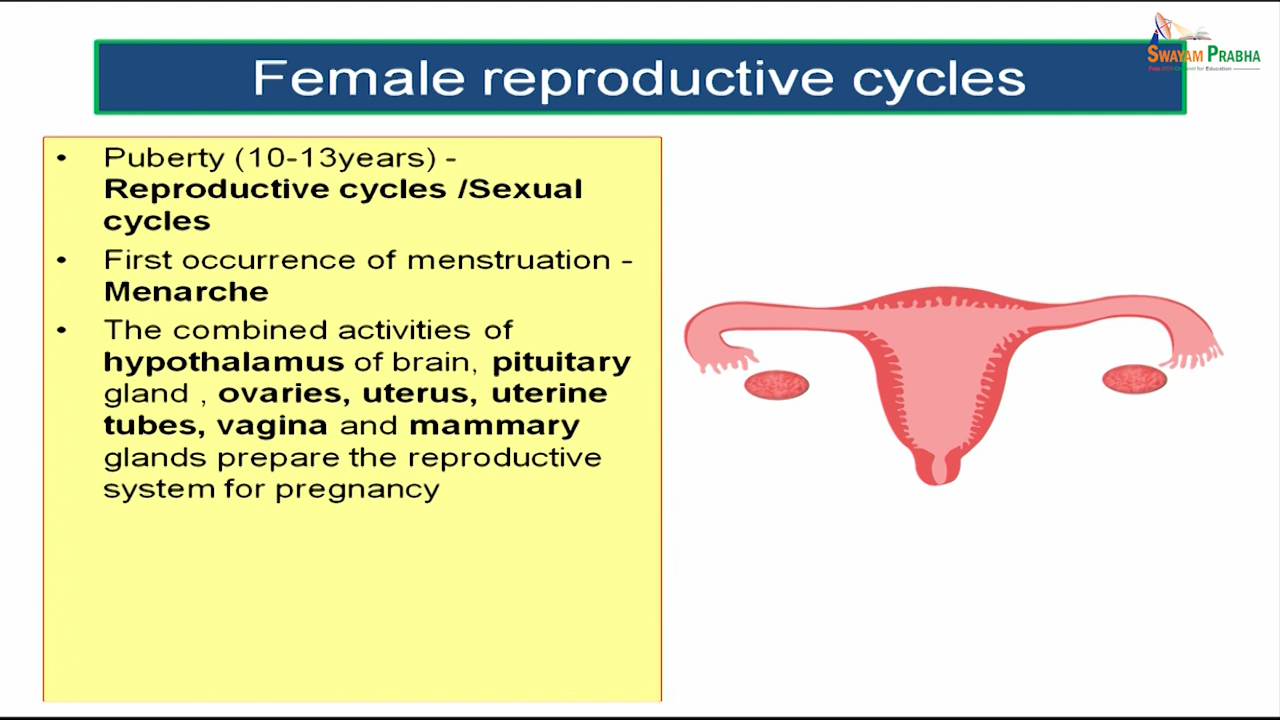 SWAYAM PRABHA
Female reproductive cycles
• Puberty (10-13years) -
Reproductive cycles /Sexual
cycles
• First occurrence of menstruation -
Menarche
• The combined activities of
hypothalamus of brain, pituitary
gland , ovaries, uterus, uterine
tubes, vagina and mammary
glands prepare the reproductive
system for pregnancy